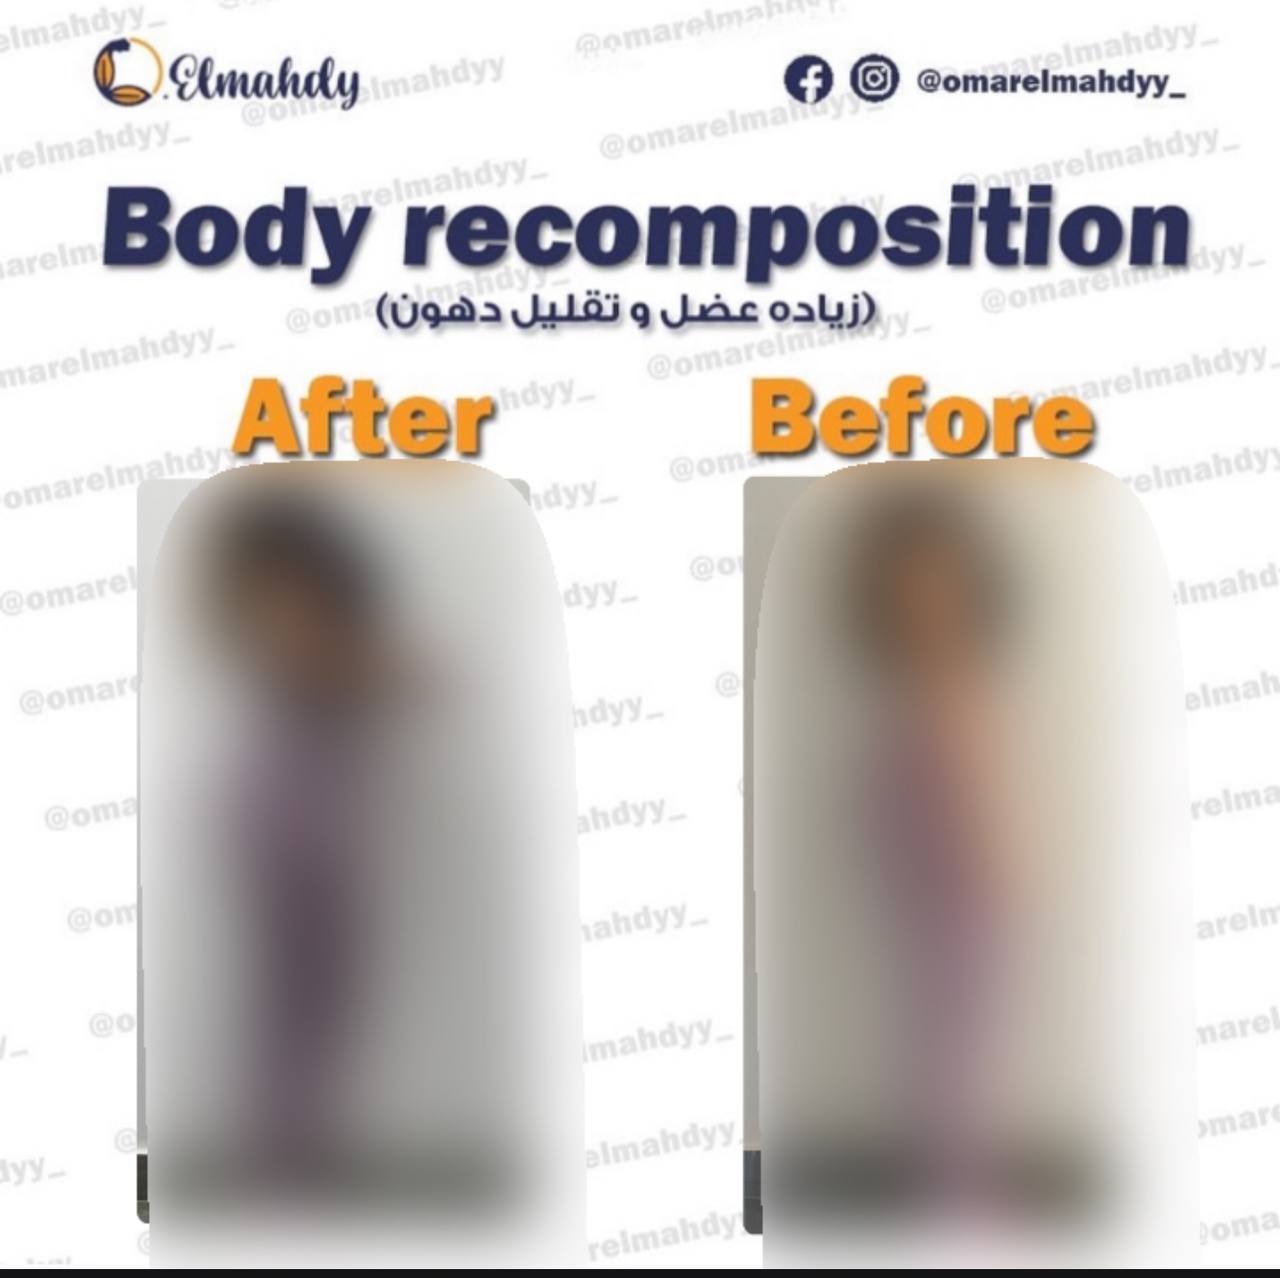 Elmahdy
@omarelmahdyy_
Body recomposition
(زياده عضل و تقليل دهون)
After
Before